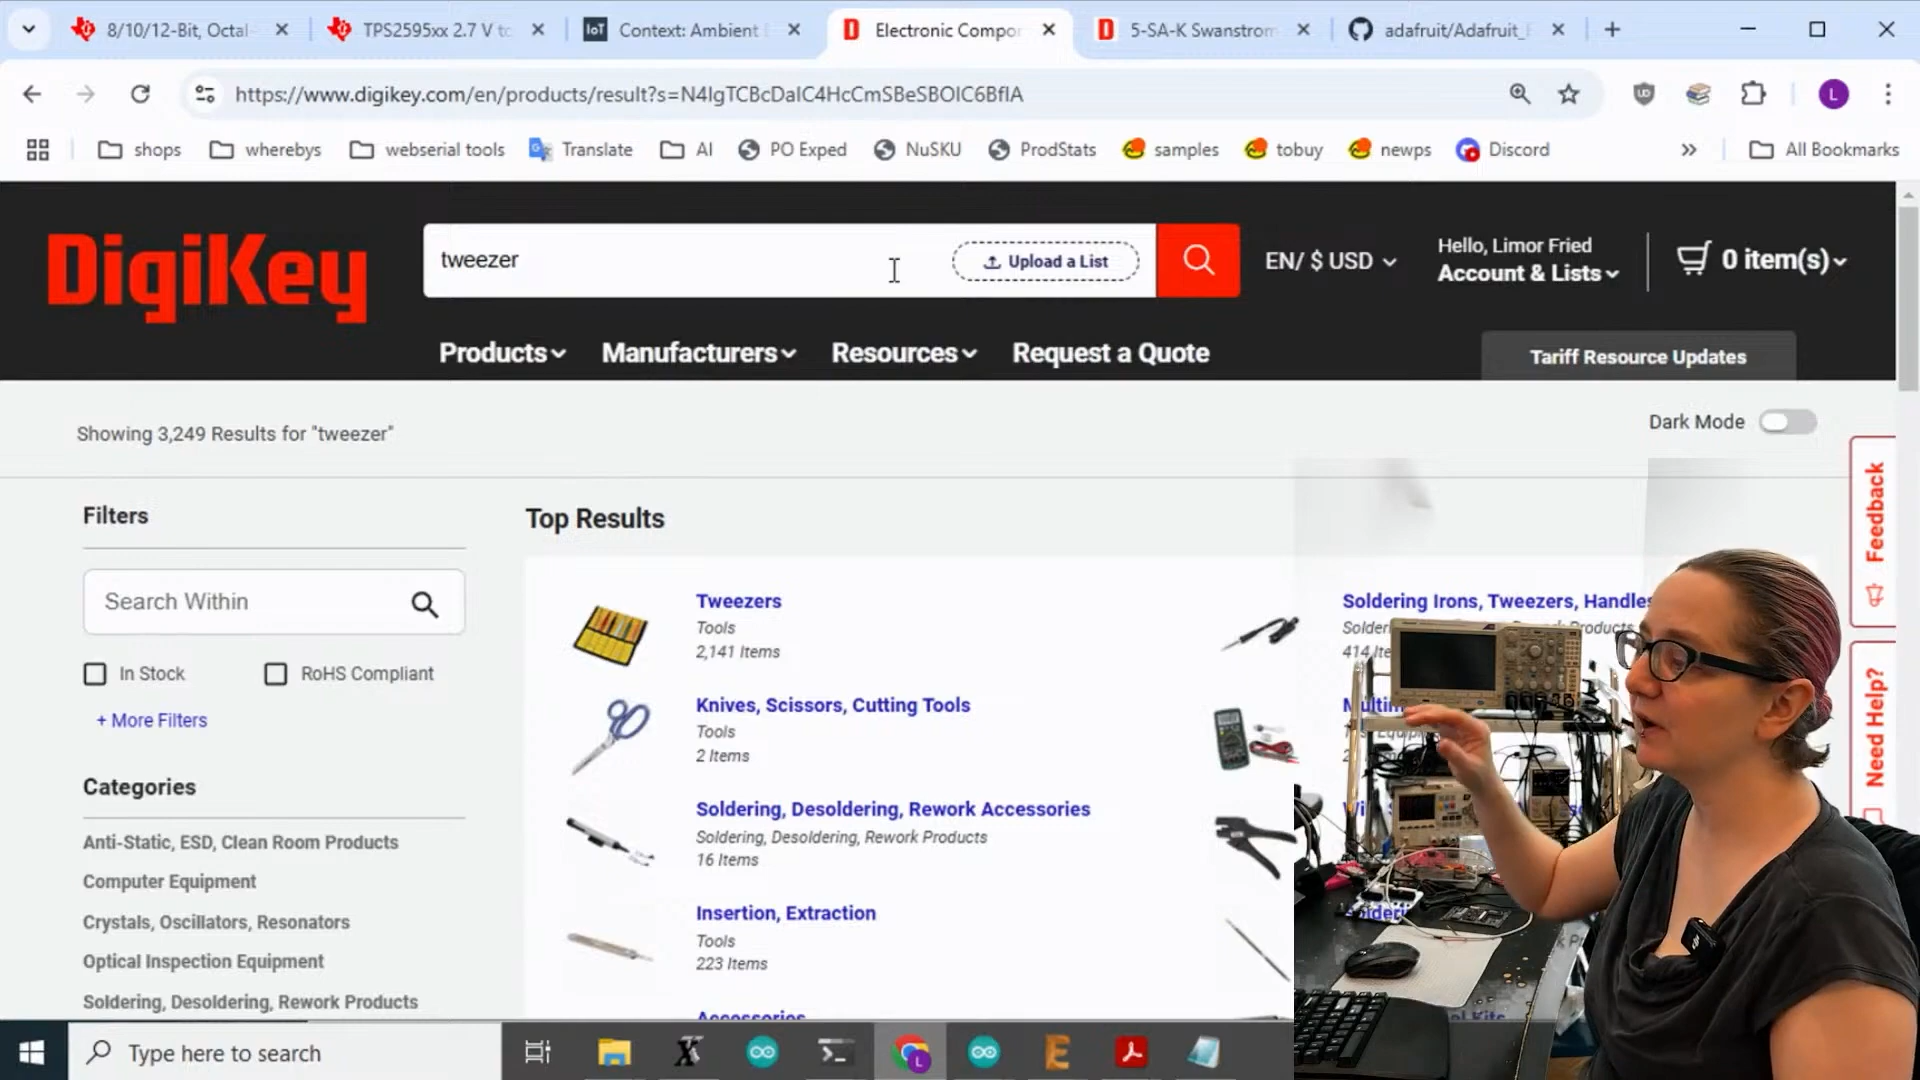 8/10/12-Bit, Octal
TPS2595xx 2.7 V to
Context: Ambient
Electronic Compo
5-SA-K Swanstrom
adafruit/Adafruit_
https://www.digikey.com/en/products/result?s=N4IgTCBcDaIC4HcCmSBeSBOIC6BfIA
L
shops
whereby
webserial tools
Translate
AI
PO Exped
NuSKU
ProdStats
samples
tobuy
newps
Discord
All Bookmarks
DigiKey
tweezer
Upload a List
EN/ $ USD
Hello, Limor Fried
Account & Lists
0 item(s)
Products
Manufacturers
Resources
Request a Quote
Tariff Resource Updates
Showing 3,249 Results for "tweezer"
Dark Mode
Feedback
Need Help?
Filters
Search Within
In Stock
RoHS Compliant
+ More Filters
Categories
Anti-Static, ESD, Clean Room Products
Computer Equipment
Crystals, Oscillators, Resonators
Optical Inspection Equipment
Soldering, Desoldering, Rework Products
Top Results
Tweezers
Tools
2,141 Items
Knives, Scissors, Cutting Tools
Tools
2 Items
Soldering, Desoldering, Rework Accessories
Soldering, Desoldering, Rework Products
16 Items
Insertion, Extraction
Tools
223 Items
Accessories
Soldering Irons, Tweezers, Handles
Products
414
Type here to search